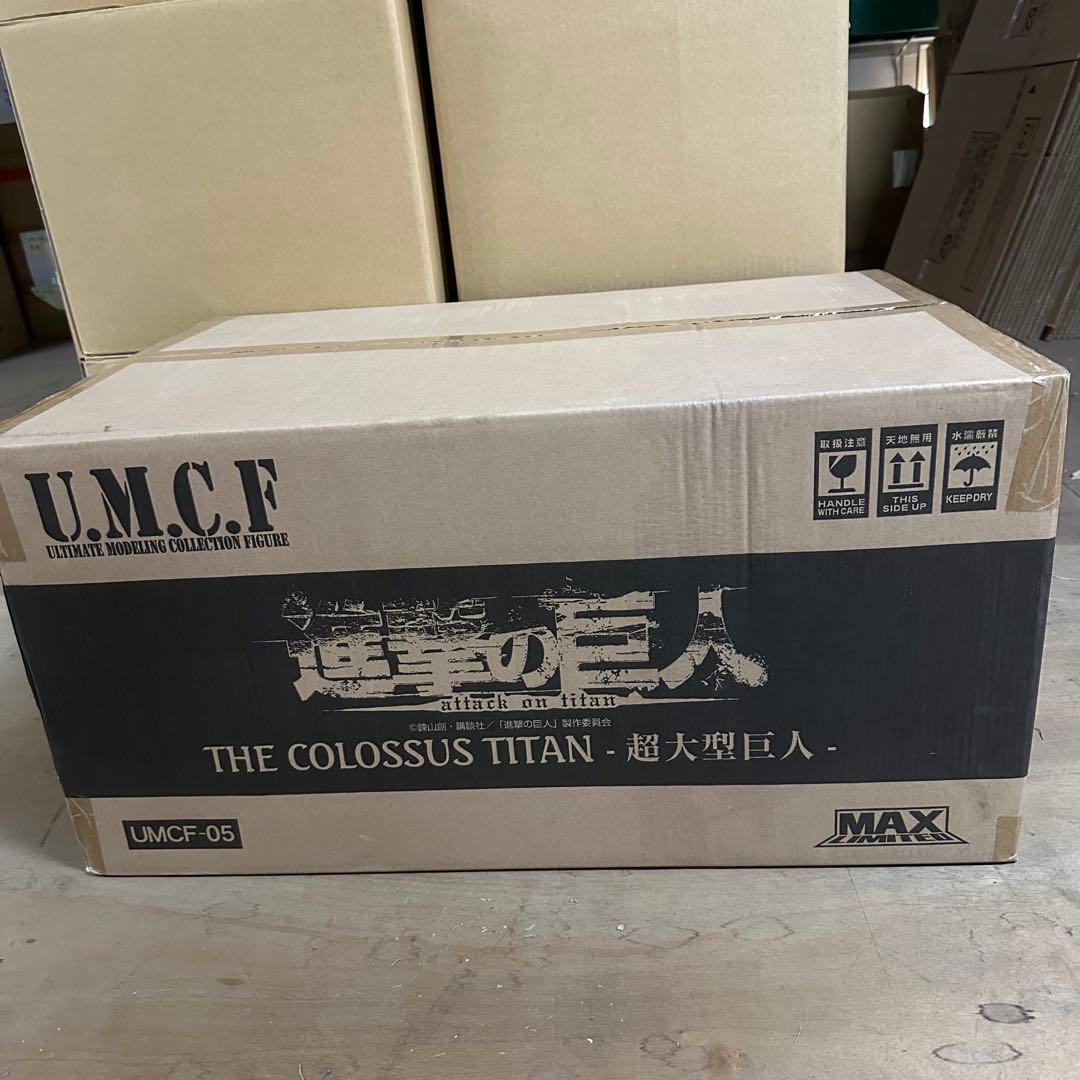 U.M.C.F
ULTIMATE MODELING COLLECTION FIGURE
取扱注意
HANDLE
WITH CARE
天地無用
THIS
SIDE UP
水濡厳禁
KEEP DRY
進撃の巨人
attack on titan
©諫山創・講談社／「進撃の巨人」製作委員会
THE COLOSSUS TITAN - 超大型巨人 -
UMCF-05
MAX
LIMITED